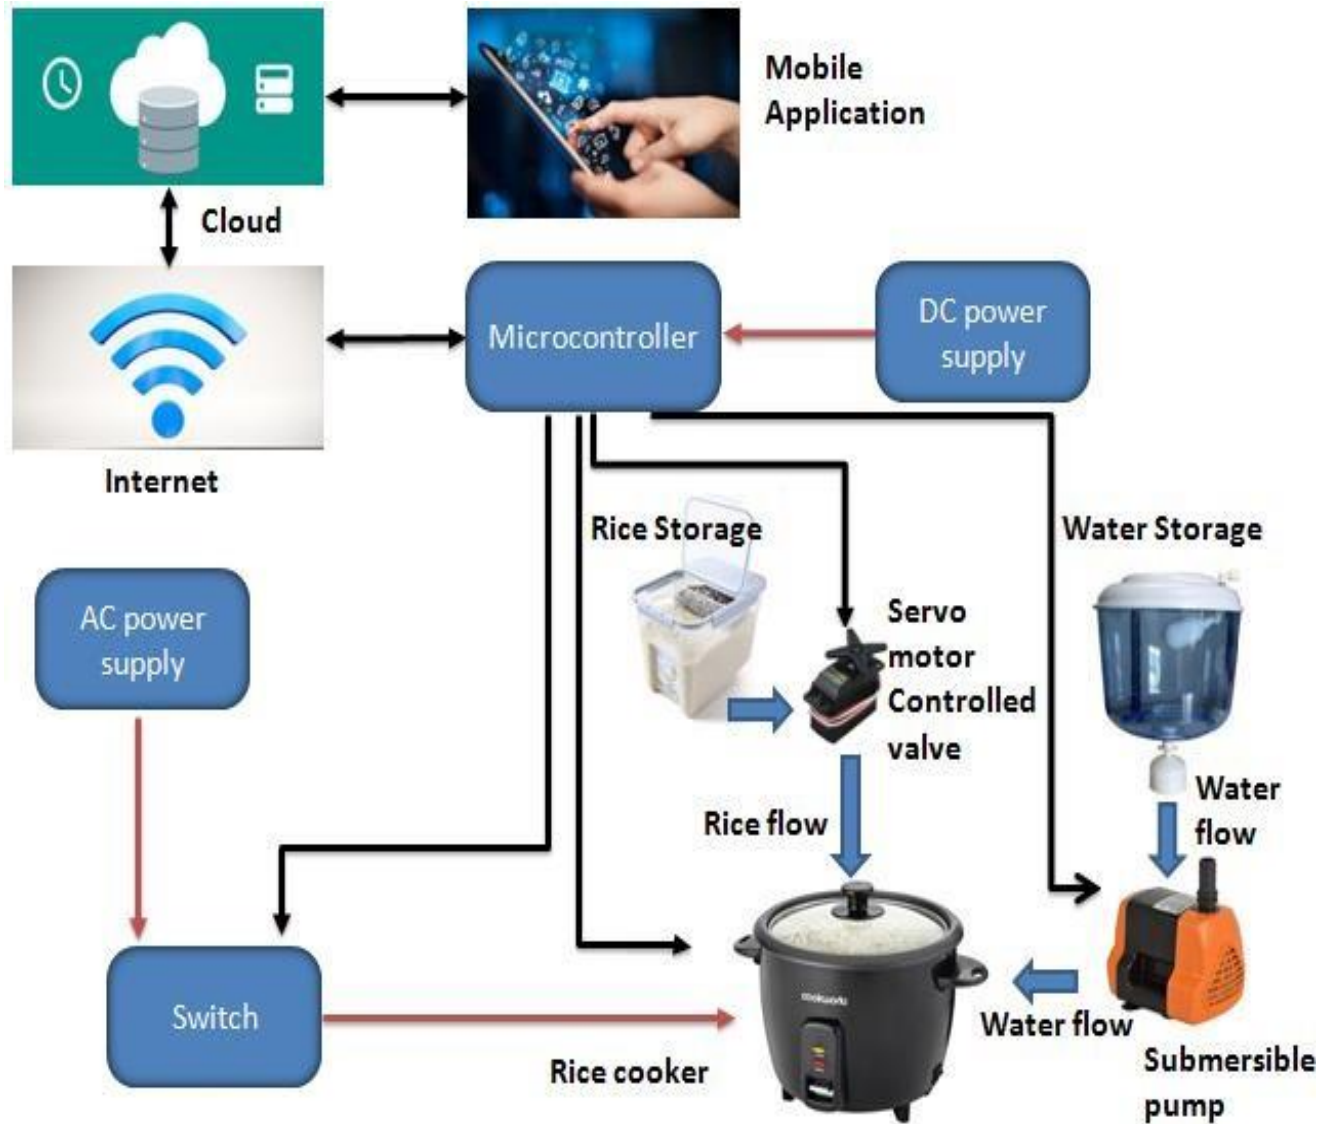 Mobile
Application
Cloud
Microcontroller
DC power
supply
Internet
Rice Storage
Water Storage
AC power
supply
Servo
motor
Controlled
valve
Water
flow
Rice flow
cookworks
Switch
Water flow
Rice cooker
Submersible
pump